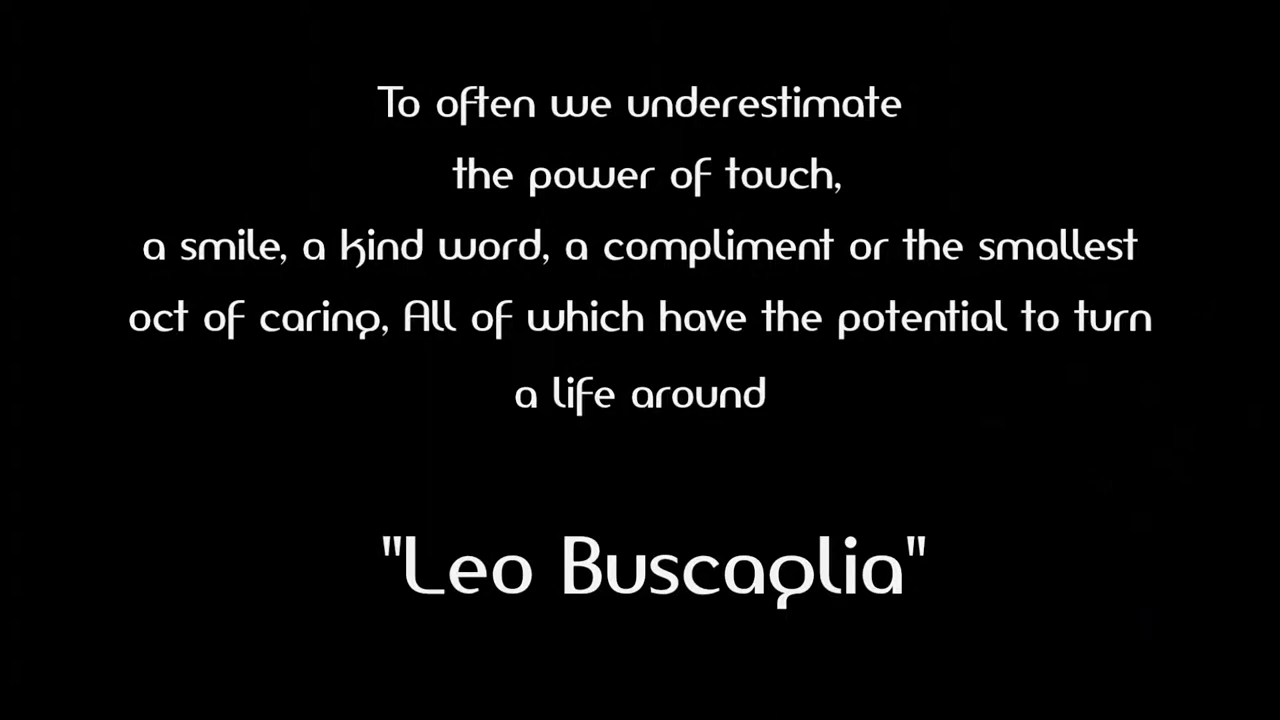 To often we underestimate
the power of touch,
a smile, a kind word, a compliment or the smallest
oct of caring, All of which have the potential to turn
a life around
"Leo Buscaglia"